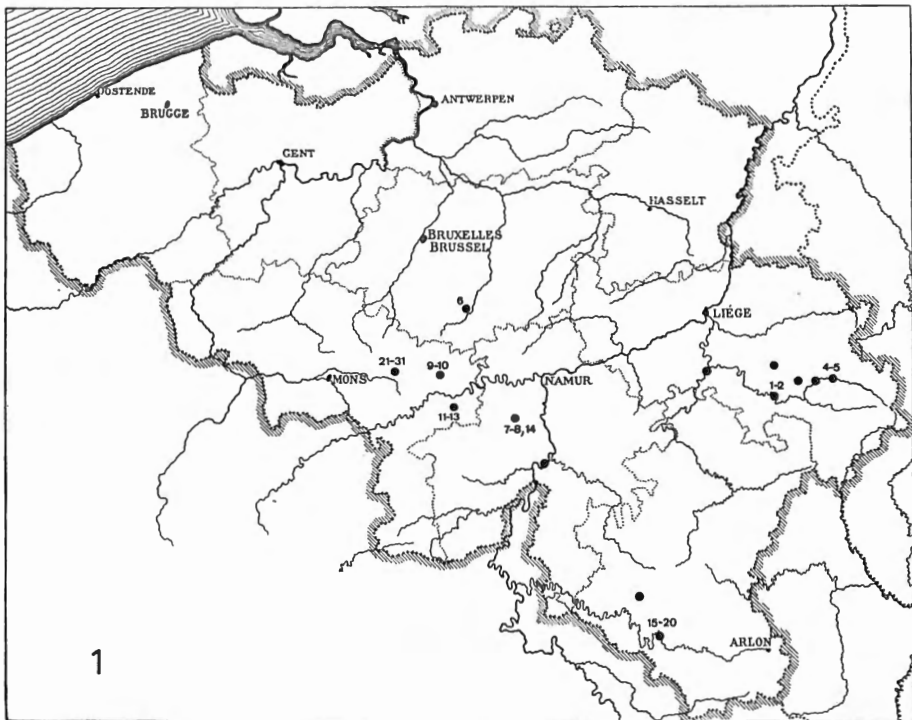 OOSTENDE
BRUGGE
ANTWERPEN
GENT
HASSELT
BRUXELLES
BRUSSEL
6
LIÉGE
21-31
9-10
MONS
NAMUR
4-5
1-2
11-13
7-8, 14
15-20
ARLON
1